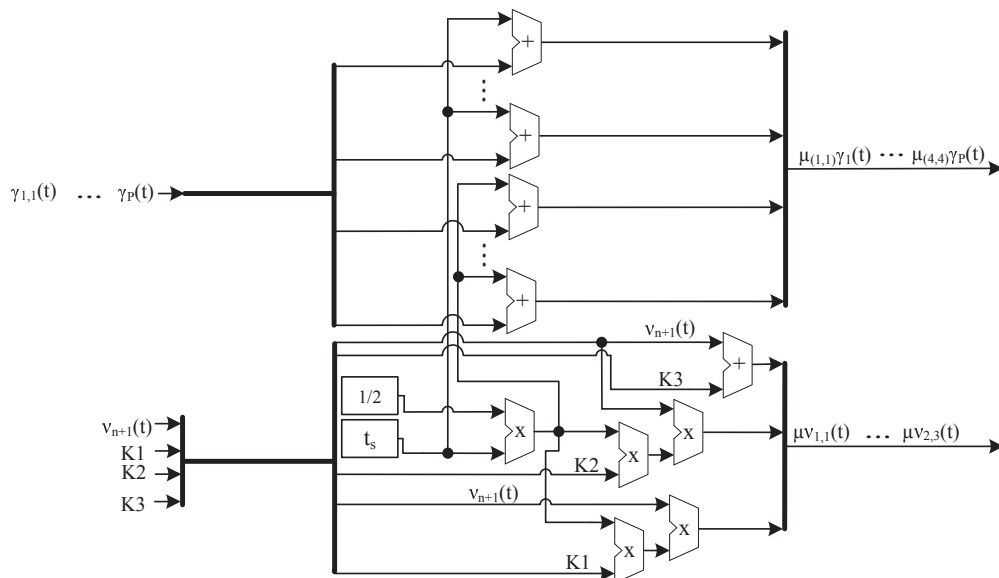 +
+
γ1,1(t) ... γP(t)
μ(1,1)γ1(t) ... μ(4,4)γP(t)
+
+
νn+1(t)
+
K3
1/2
x
x
ts
νn+1(t)
K1
K2
K3
K2
x
μν1,1(t) ... μν2,3(t)
νn+1(t)
x
x
K1